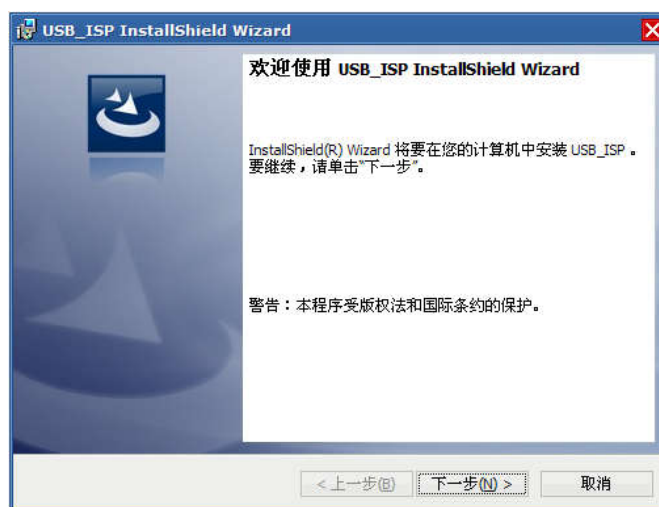 USB_ISP InstallShield Wizard
欢迎使用 USB_ISP InstallShield Wizard
InstallShield(R) Wizard 将要在您的计算机中安装 USB_ISP。
要继续，请单击“下一步”。
警告：本程序受版权法和国际条约的保护。
<上一步(B) 下一步(N) > 取消